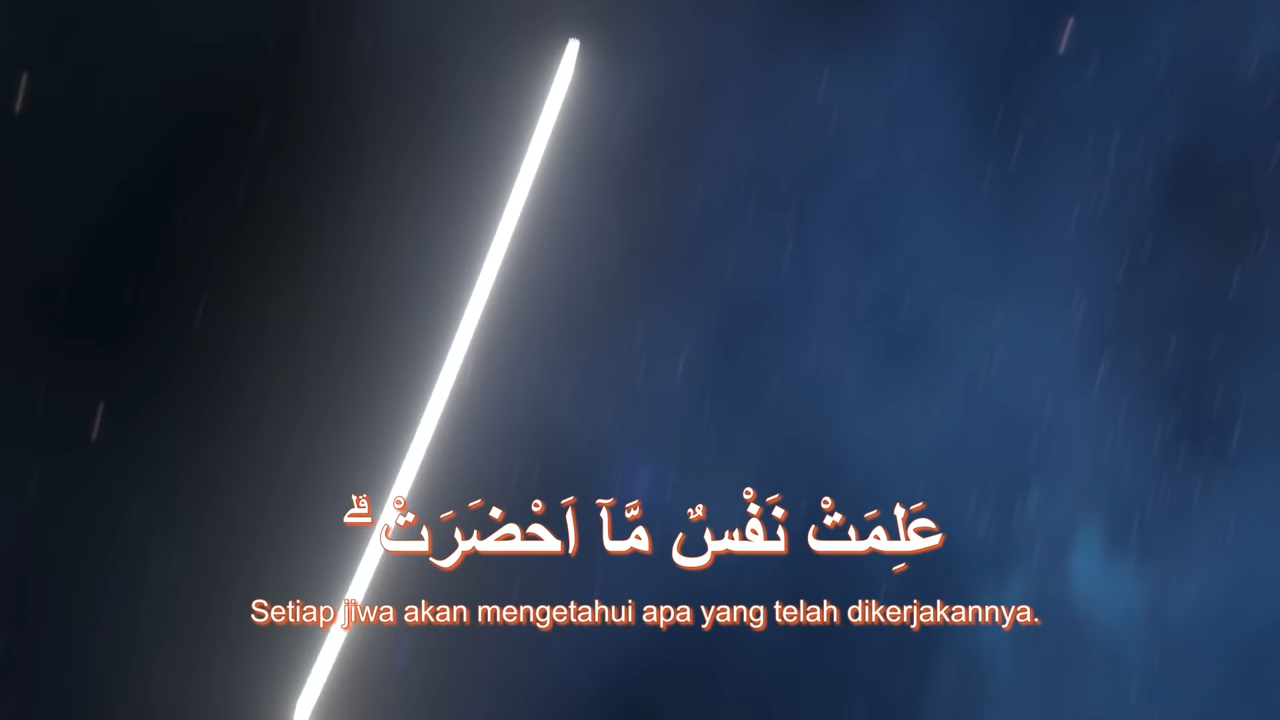 عَلِمَتْ نَفْسٌ مَّآ اَحْضَرَتْ ۗ
Setiap jiwa akan mengetahui apa yang telah dikerjakannya.